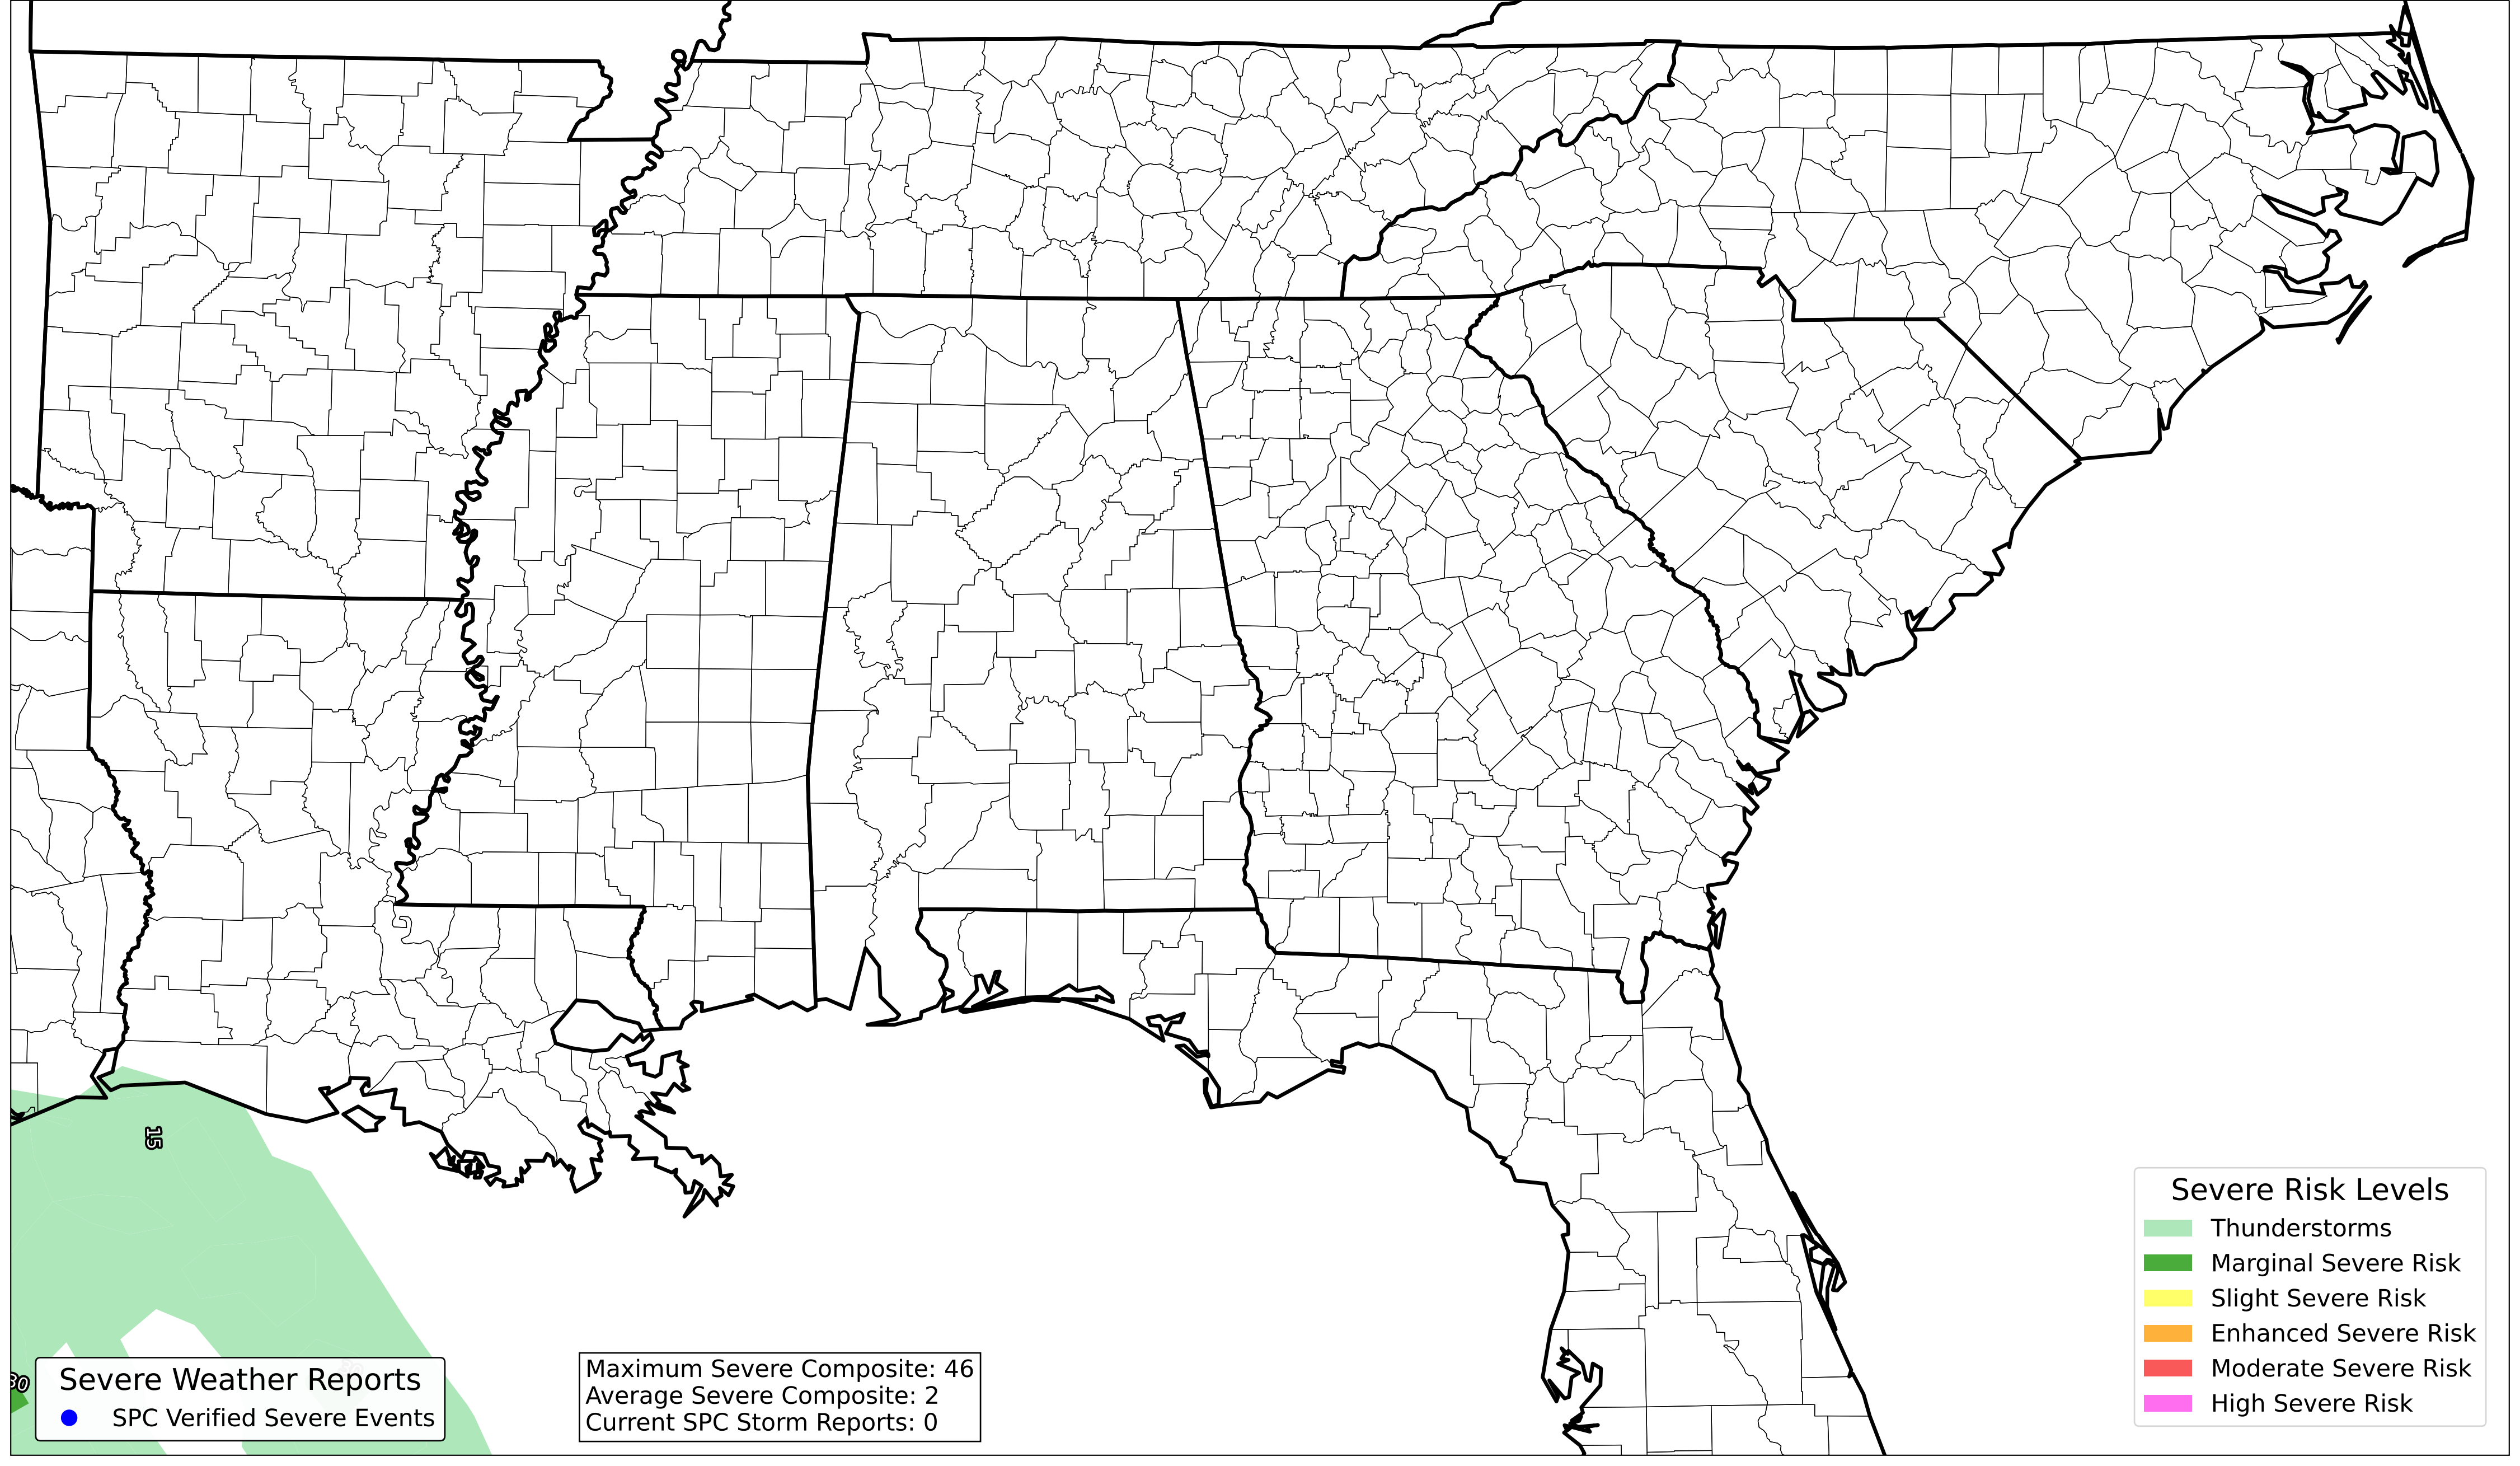 15
Severe Weather Reports
SPC Verified Severe Events
Maximum Severe Composite: 46
Average Severe Composite: 2
Current SPC Storm Reports: 0
Severe Risk Levels
Thunderstorms
Marginal Severe Risk
Slight Severe Risk
Enhanced Severe Risk
Moderate Severe Risk
High Severe Risk